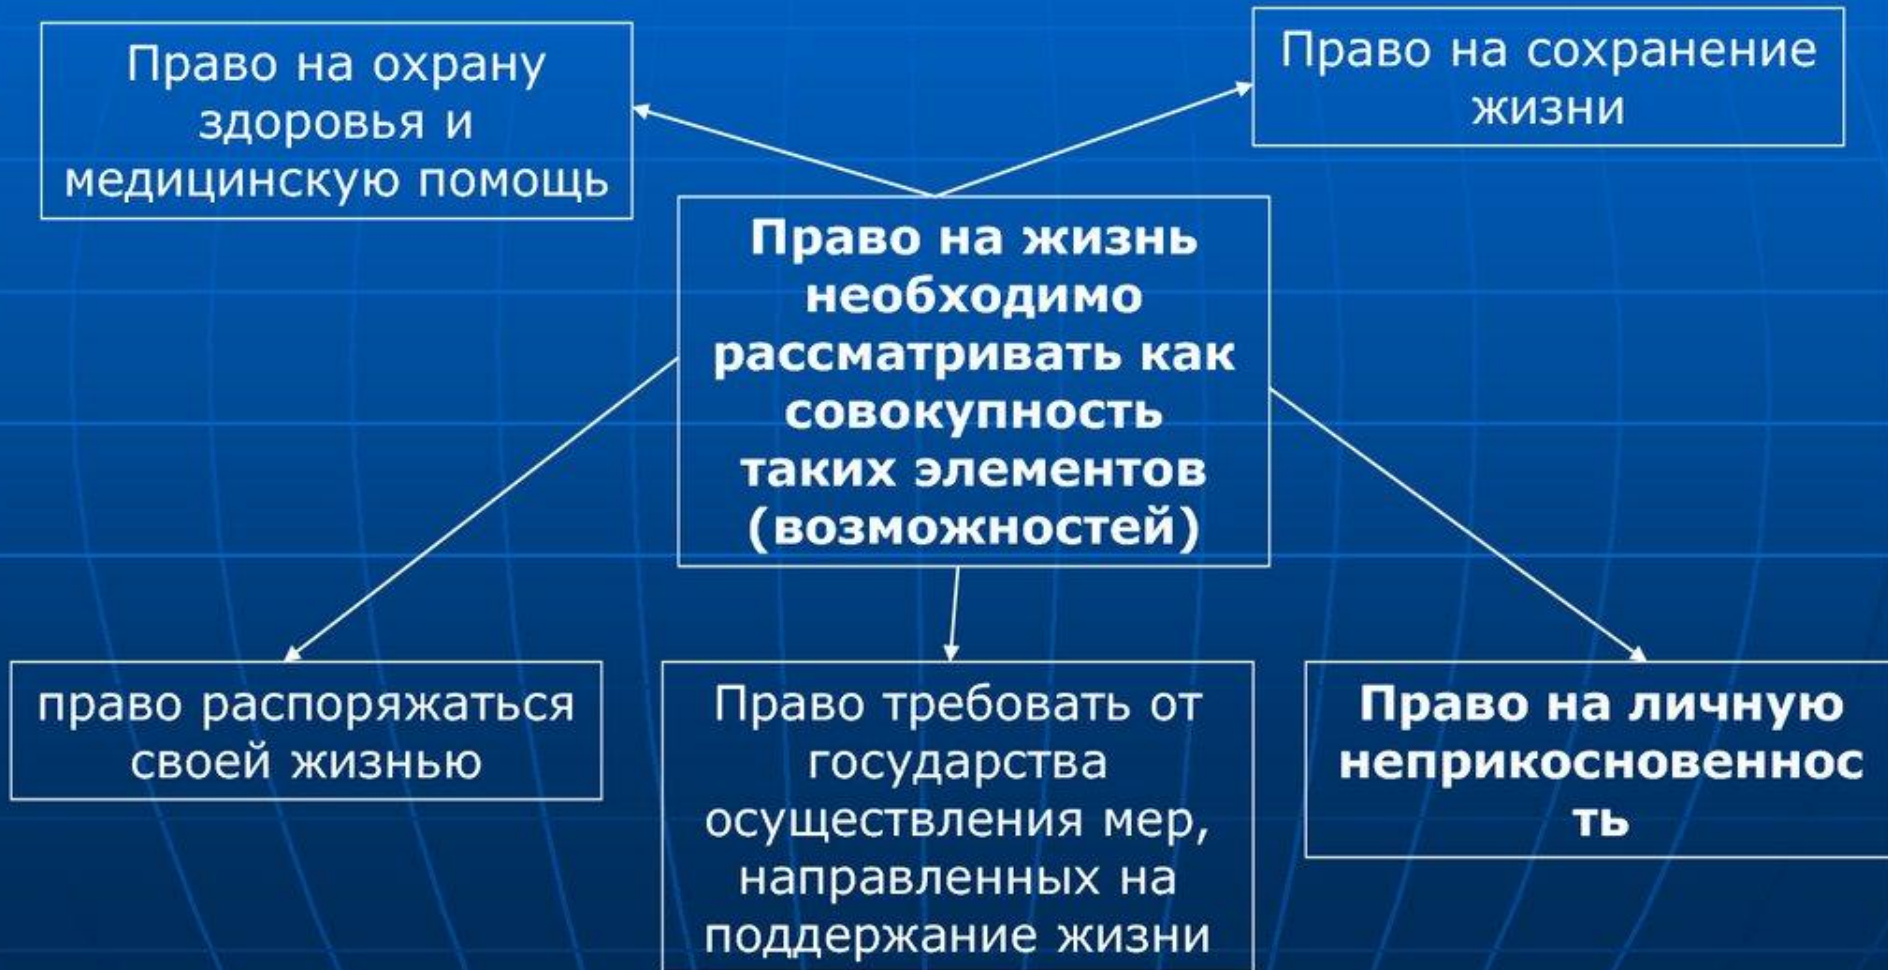 Право на охрану
здоровья и
медицинскую помощь
Право на сохранение
жизни
Право на жизнь
необходимо
рассматривать как
совокупность
таких элементов
(возможностей)
право распоряжаться
своей жизнью
Право требовать от
государства
осуществления мер,
направленных на
поддержание жизни
Право на личную
неприкосновеннос
ть